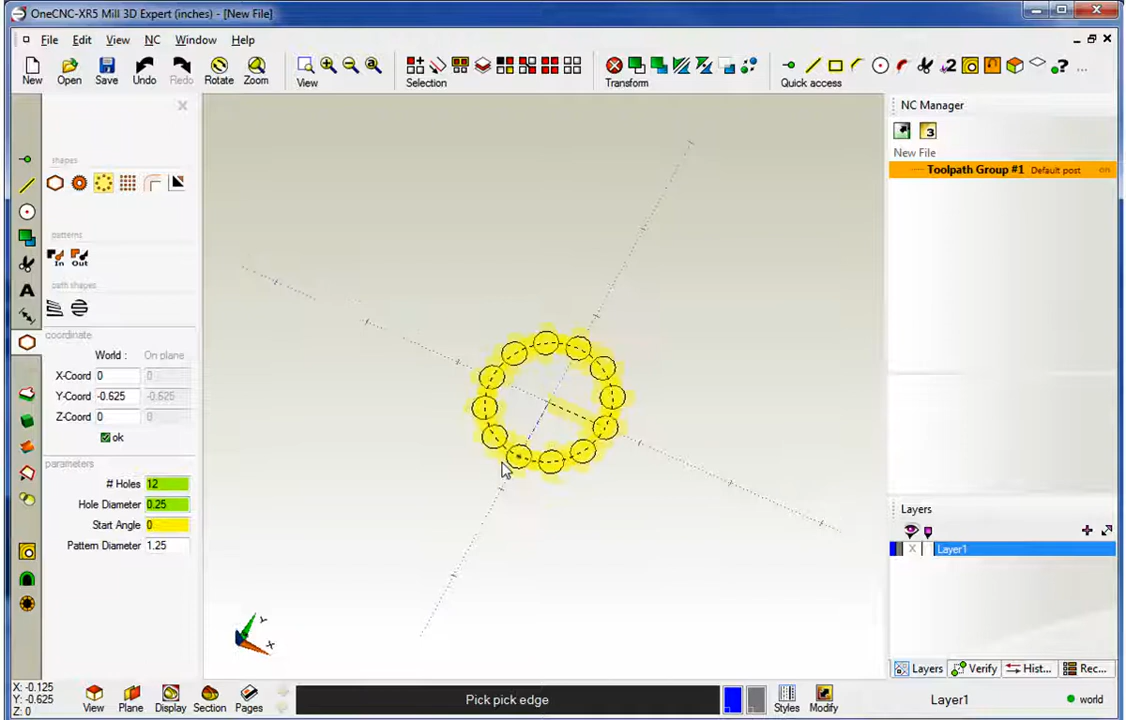 OneCNC-XR5 Mill 3D Expert (inches) - [New File]
File Edit View NC Window Help
New Open Save Undo Redo Rotate Zoom View Selection Transform Quick access
shapes
patterns
In Out
path shapes
coordinate
World : On plane
X-Coord 0 0
Y-Coord -0.625 -0.625
Z-Coord 0 0
ok
parameters
# Holes 12
Hole Diameter 0.25
Start Angle 0
Pattern Diameter 1.25
A
Y
X
NC Manager
3
New File
Toolpath Group #1 Default post on
Layers
X Layer1
Layers Verify Hist... Rec...
X: -0.125
Y: -0.625
Z: 0
View Plane Display Section Pages
Pick pick edge
Styles Modify
Layer1 world